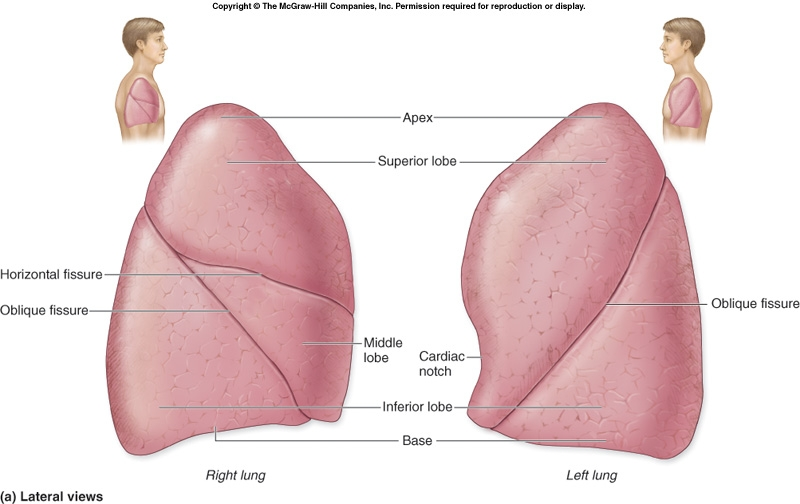 Copyright © The McGraw-Hill Companies, Inc. Permission required for reproduction or display.
Apex
Superior lobe
Horizontal fissure
Oblique fissure
Oblique fissure
Middle
lobe
Cardiac
notch
Inferior lobe
Base
Right lung
Left lung
(a) Lateral views